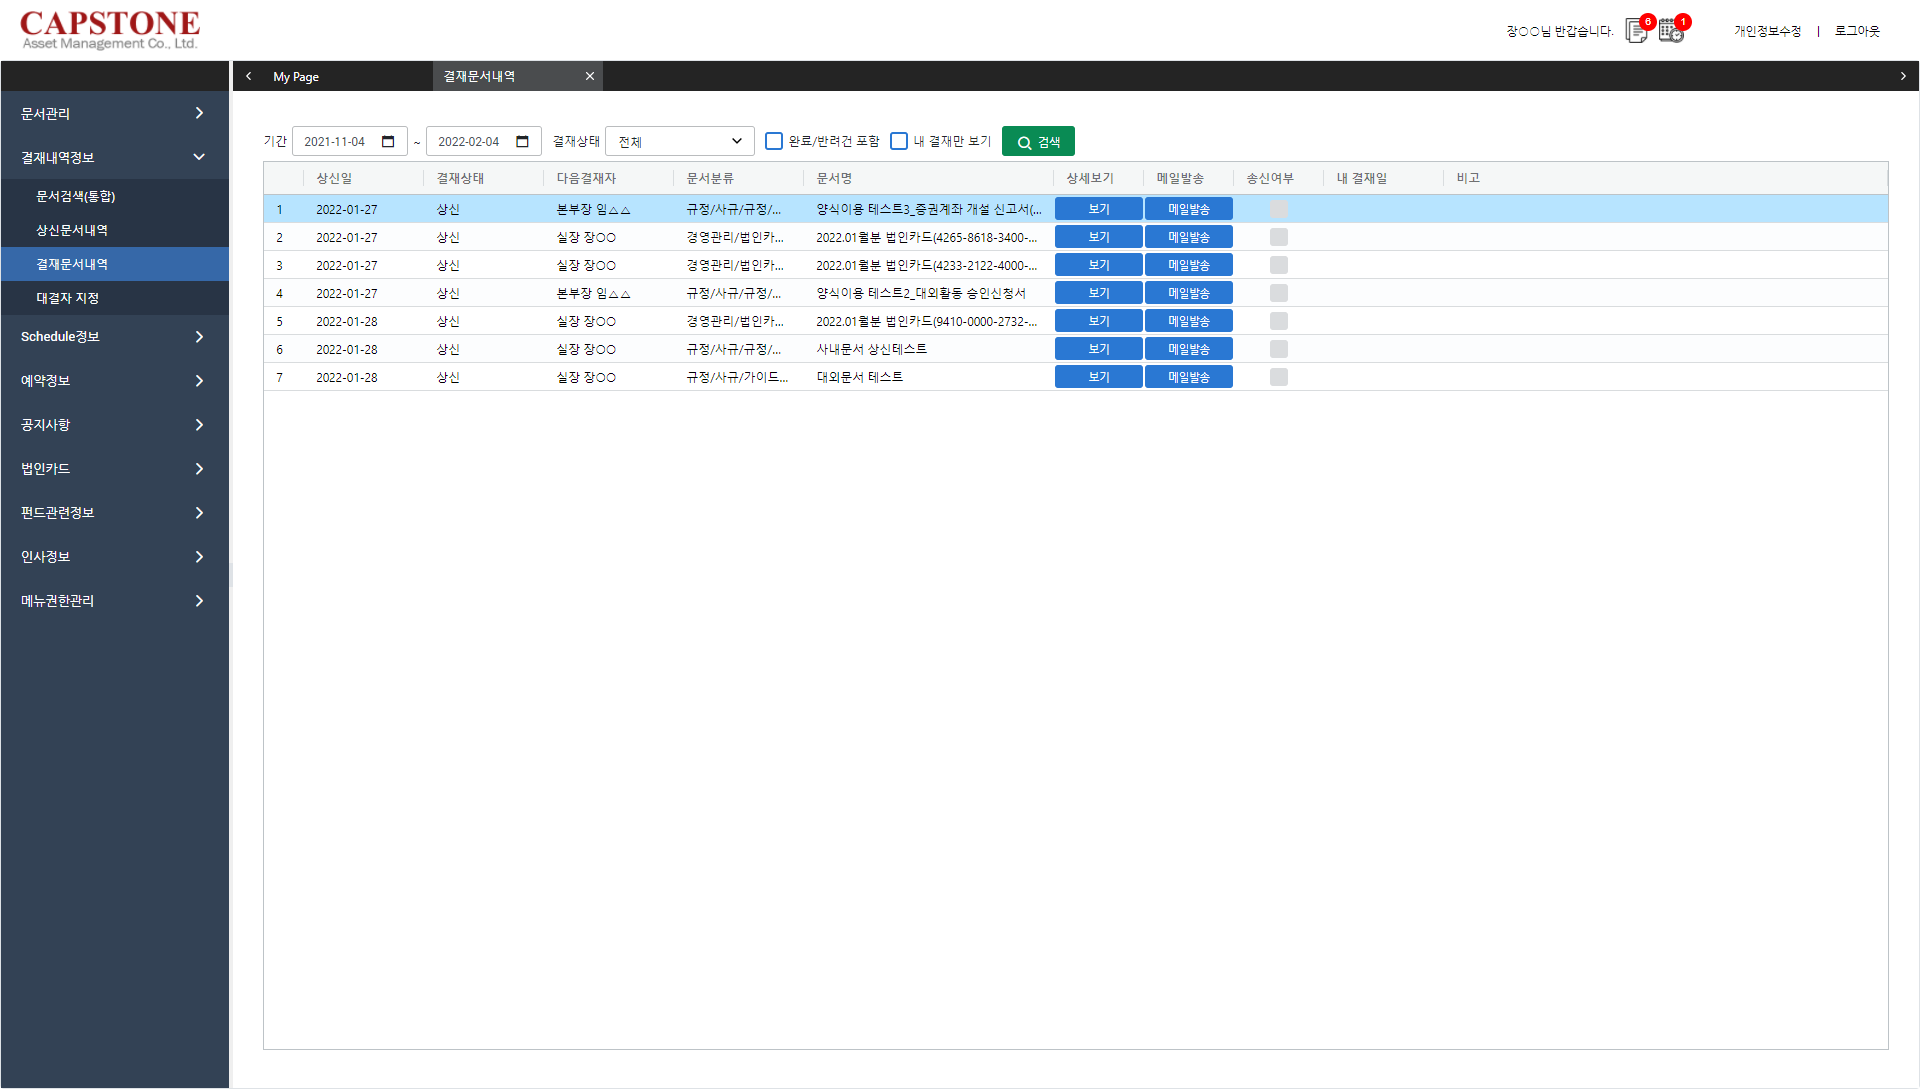 CAPSTONE
Asset Management Co., Ltd.
장○○님 반갑습니다. 6 1 개인정보수정 | 로그아웃
My Page 결재문서내역
문서관리
결재내역정보
문서검색(통합)
상신문서내역
결재문서내역
대결자 지정
Schedule정보
예약정보
공지사항
법인카드
펀드관련정보
인사정보
메뉴권한관리
기간 2021-11-04 ~ 2022-02-04 결재상태 전체 완료/반려건 포함 내 결재만 보기 검색
상신일 결재상태 다음결재자 문서분류 문서명 상세보기 메일발송 송신여부 내 결재일 비고
1 2022-01-27 상신 본부장 임△△ 규정/사규/규정/... 양식이용 테스트3_증권계좌 개설 신고서(... 보기 메일발송
2 2022-01-27 상신 실장 장○○ 경영관리/법인카... 2022.01월분 법인카드(4265-8618-3400-... 보기 메일발송
3 2022-01-27 상신 실장 장○○ 경영관리/법인카... 2022.01월분 법인카드(4233-2122-4000-... 보기 메일발송
4 2022-01-27 상신 본부장 임△△ 규정/사규/규정/... 양식이용 테스트2_대외활동 승인신청서 보기 메일발송
5 2022-01-28 상신 실장 장○○ 경영관리/법인카... 2022.01월분 법인카드(9410-0000-2732-... 보기 메일발송
6 2022-01-28 상신 실장 장○○ 규정/사규/규정/... 사내문서 상신테스트 보기 메일발송
7 2022-01-28 상신 실장 장○○ 규정/사규/가이드... 대외문서 테스트 보기 메일발송